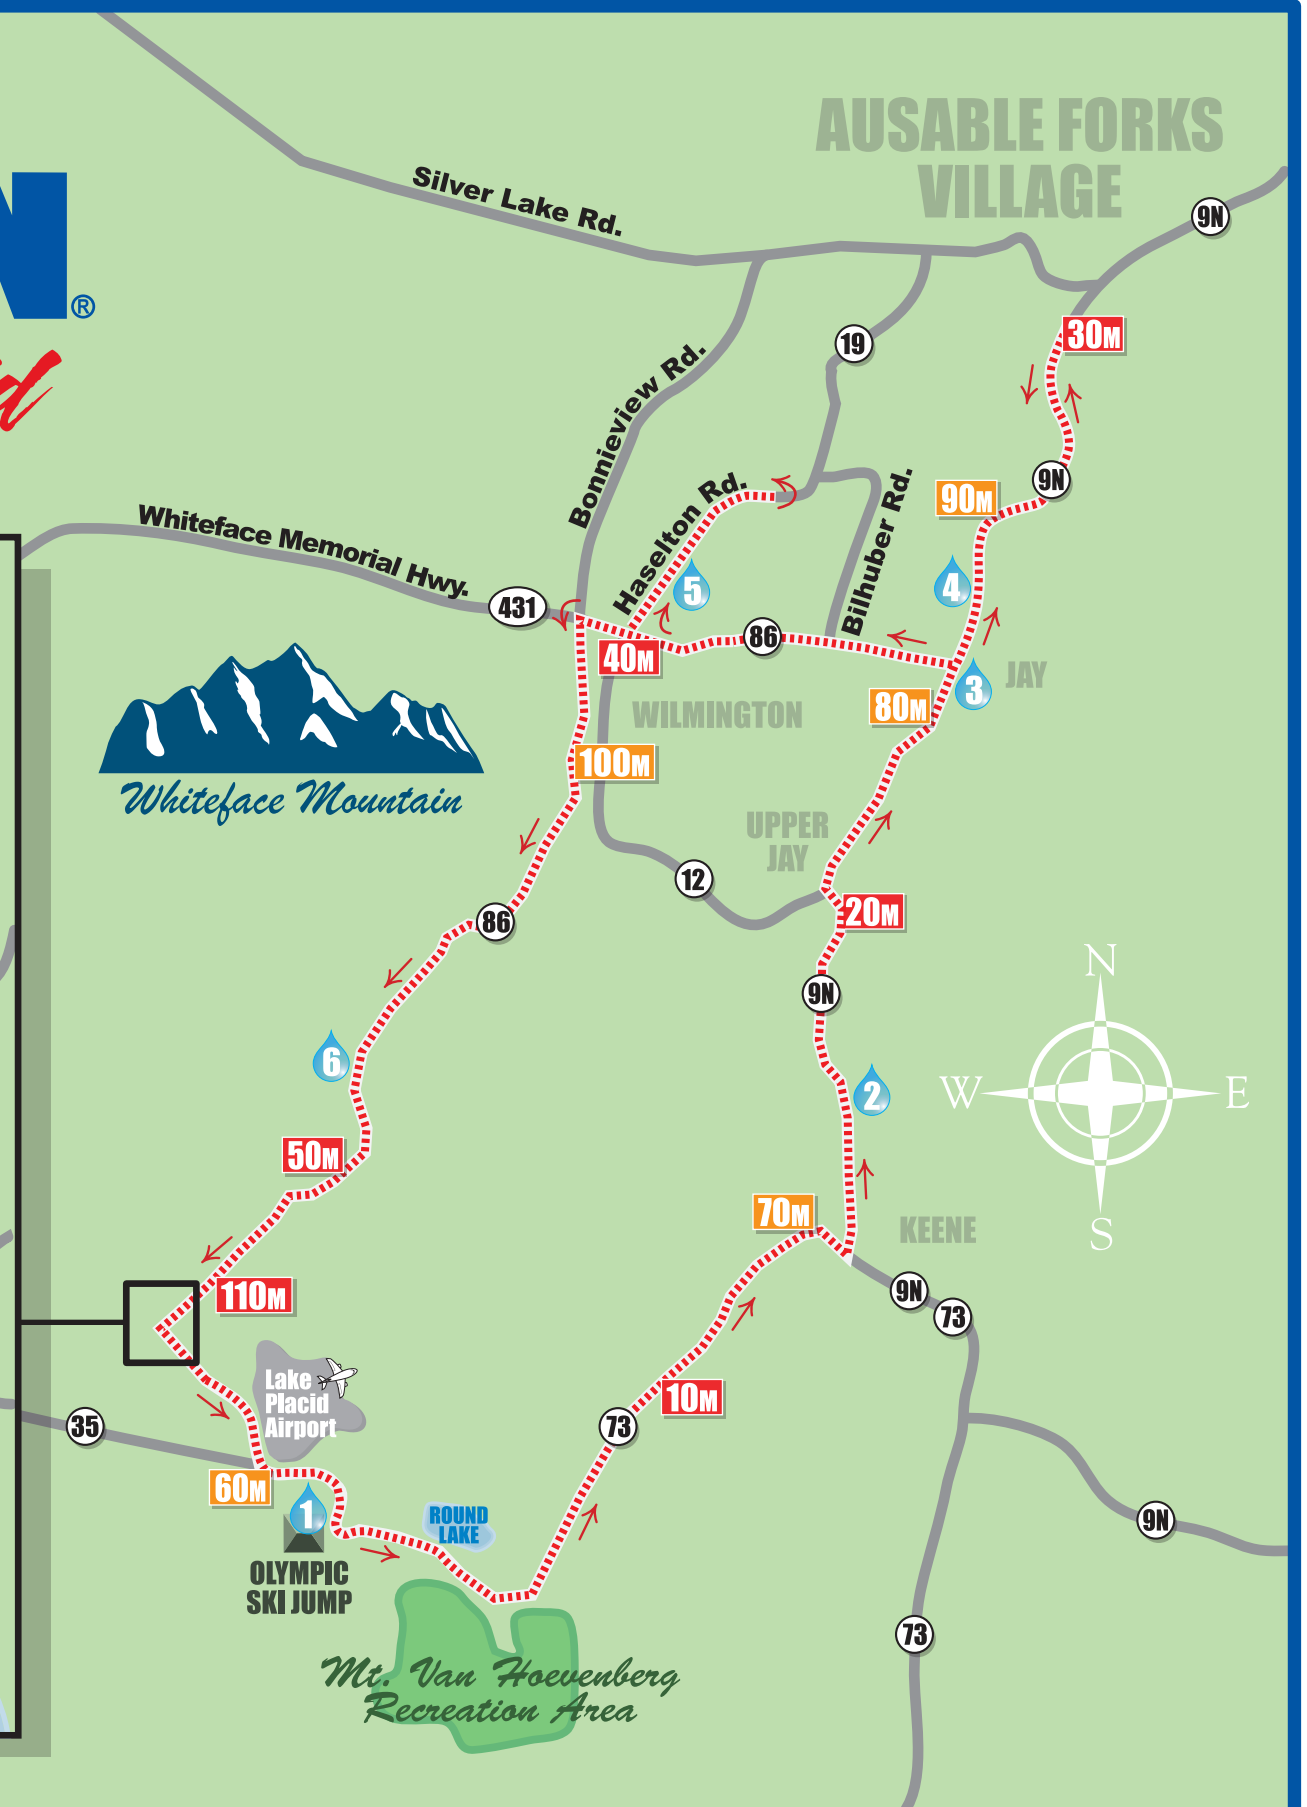 AUSABLE FORKS
VILLAGE
9N
N®
Silver Lake Rd.
30M
19
Bonnieview Rd.
d
9N
Haselton Rd.
Bilhuber Rd.
90M
Whiteface Memorial Hwy.
431
5
4
86
40M
JAY
3
80M
WILMINGTON
100M
Whiteface Mountain
UPPER
JAY
12
20M
86
9N
N
W
E
S
6
2
50M
70M
KEENE
110M
9N
73
Lake
Placid
Airport
10M
35
73
60M
1
ROUND
LAKE
9N
OLYMPIC
SKI JUMP
73
Mt. Van Hoevenberg
Recreation Area